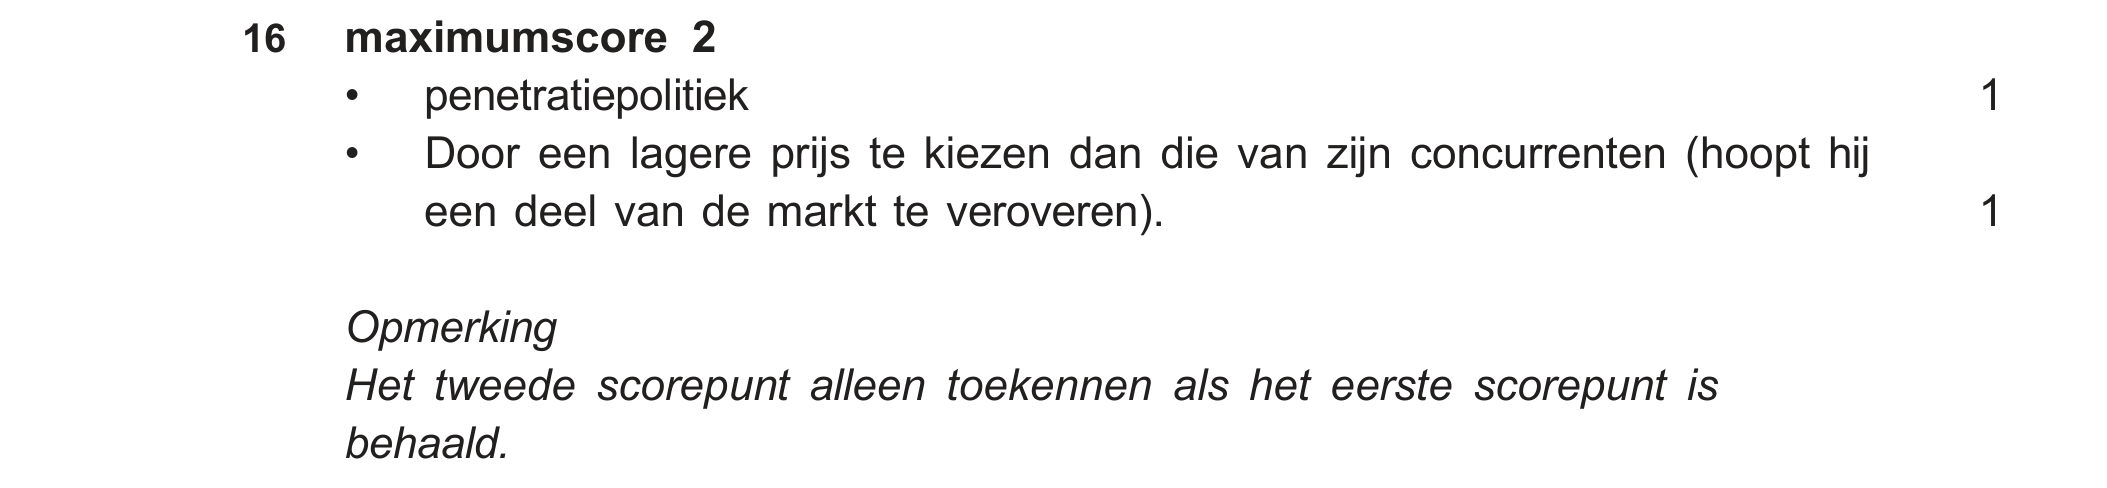 16 maximumscore 2
• penetratiepolitiek 1
• Door een lagere prijs te kiezen dan die van zijn concurrenten (hoopt hij
een deel van de markt te veroveren). 1
Opmerking
Het tweede scorepunt alleen toekennen als het eerste scorepunt is
behaald.